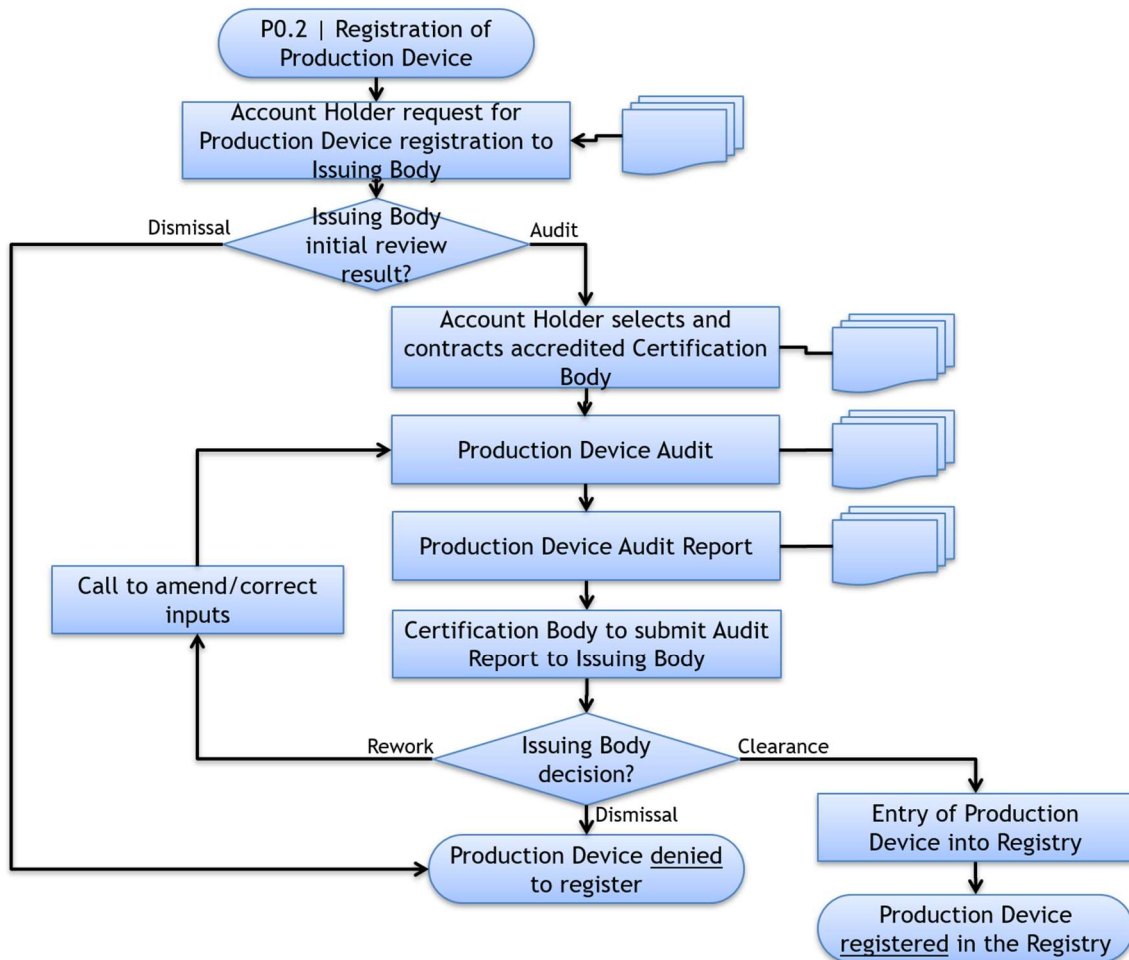 P0.2 | Registration of
Production Device
Account Holder request for
Production Device registration to
Issuing Body
Dismissal
Issuing Body
initial review
result?
Audit
Account Holder selects and
contracts accredited Certification
Body
Production Device Audit
Production Device Audit Report
Call to amend/correct
inputs
Certification Body to submit Audit
Report to Issuing Body
Rework
Issuing Body
decision?
Clearance
Dismissal
Entry of Production
Device into Registry
Production Device denied
to register
Production Device
registered in the Registry